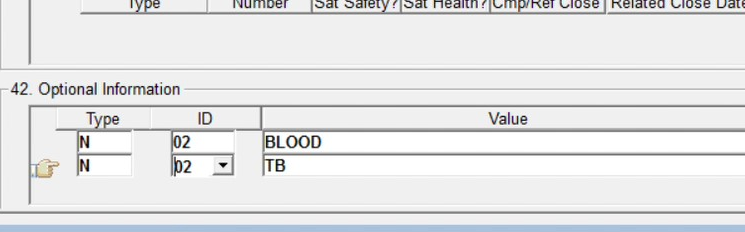 Type Number Sat Safety? Sat Health? Cmp/Ref Close Related Close Date
42. Optional Information
Type ID Value
N 02 BLOOD
N 02 TB